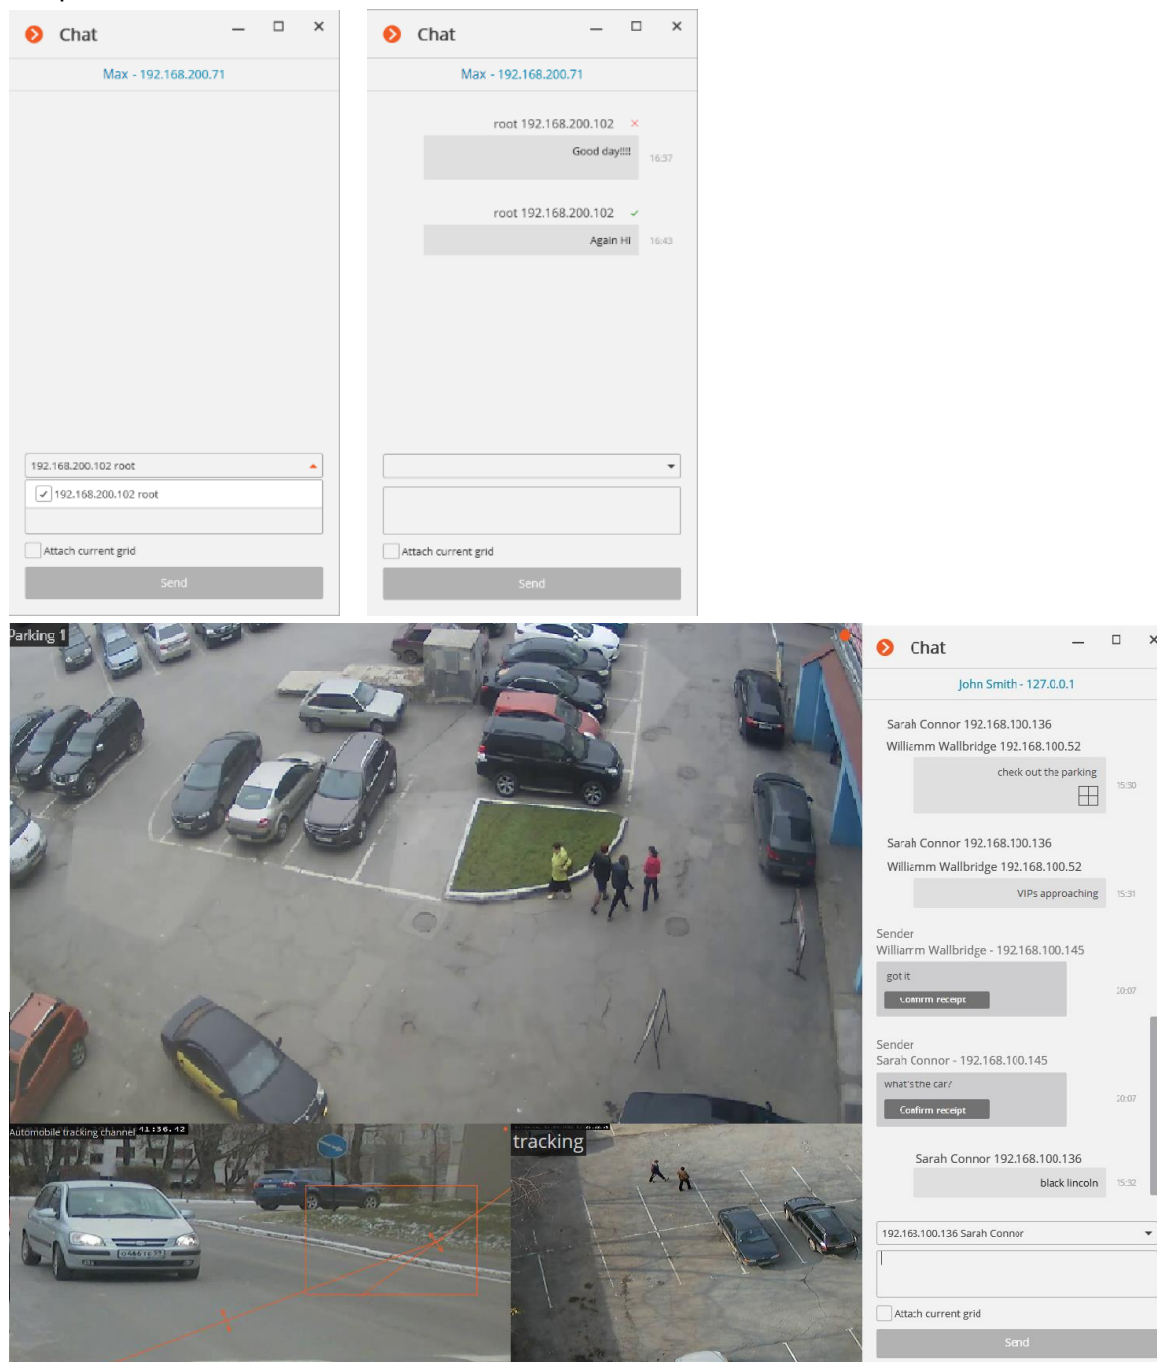 Chat
Max - 192.168.200.71
192.168.200.102 root
192.168.200.102 root
Attach current grid
Send
Chat
Max - 192.168.200.71
root 192.168.200.102
Good day!!!!
16:37
root 192.168.200.102
Again Hi
16:43
Attach current grid
Send
Parking 1
Automobile tracking channel 11:36.42
tracking
Chat
John Smith - 127.0.0.1
Sarah Connor 192.168.100.136
Williamm Wallbridge 192.168.100.52
check out the parking
15:30
Sarah Connor 192.168.100.136
Williamm Wallbridge 192.168.100.52
VIPs approaching
15:31
Sender
Williamm Wallbridge - 192.168.100.145
got it
Confirm receipt
20:07
Sender
Sarah Connor - 192.168.100.145
what's the car?
Confirm receipt
20:07
Sarah Connor 192.168.100.136
black lincoln
15:32
192.168.100.136 Sarah Connor
Attach current grid
Send